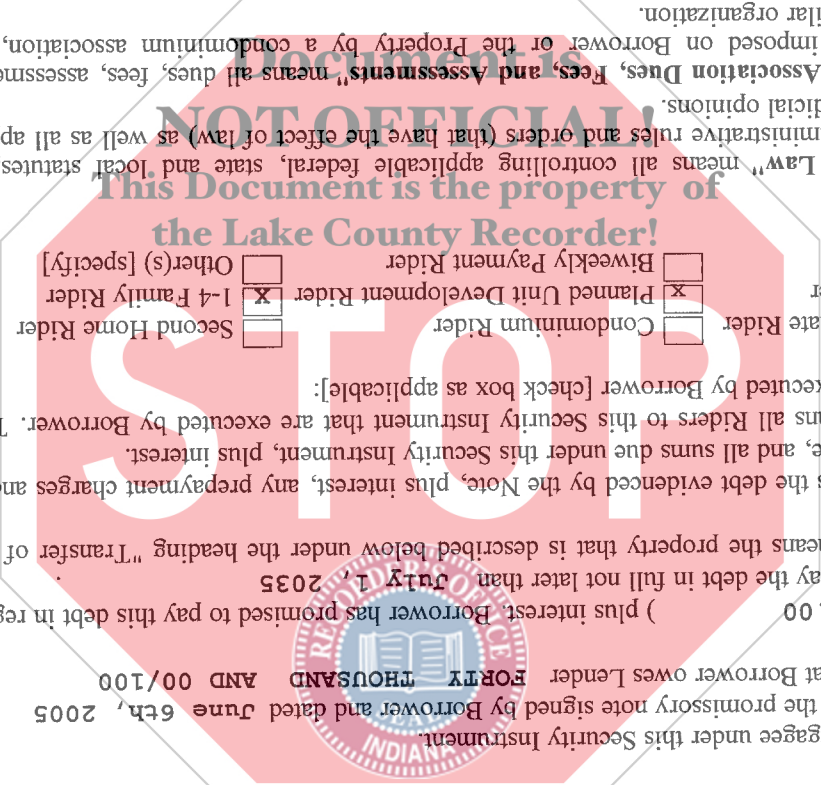 gagee under this Security Instrument.
the promissory note signed by Borrower and dated June 6th, 2005
at Borrower owes Lender FORTY THOUSAND AND 00/100
.00 ) plus interest. Borrower has promised to pay this debt in reg
ay the debt in full not later than July 1, 2035 .
eans the property that is described below under the heading "Transfer of
s the debt evidenced by the Note, plus interest, any prepayment charges and
e, and all sums due under this Security Instrument, plus interest.
ans all Riders to this Security Instrument that are executed by Borrower. T
xecuted by Borrower [check box as applicable]:
ate Rider Condominium Rider Second Home Rider
er x Planned Unit Development Rider x 1-4 Family Rider
Biweekly Payment Rider Other(s) [specify]
Law" means all controlling applicable federal, state and local statutes
ministrative rules and orders (that have the effect of law) as well as all ap
dicial opinions.
Association Dues, Fees, and Assessments" means all dues, fees, assessme
imposed on Borrower or the Property by a condominium association,
ilar organization.
Document is
NOT OFFICIAL!
This Document is the property of
the Lake County Recorder!
STOP
RECORDER'S OFFICE
SEAL
INDIANA